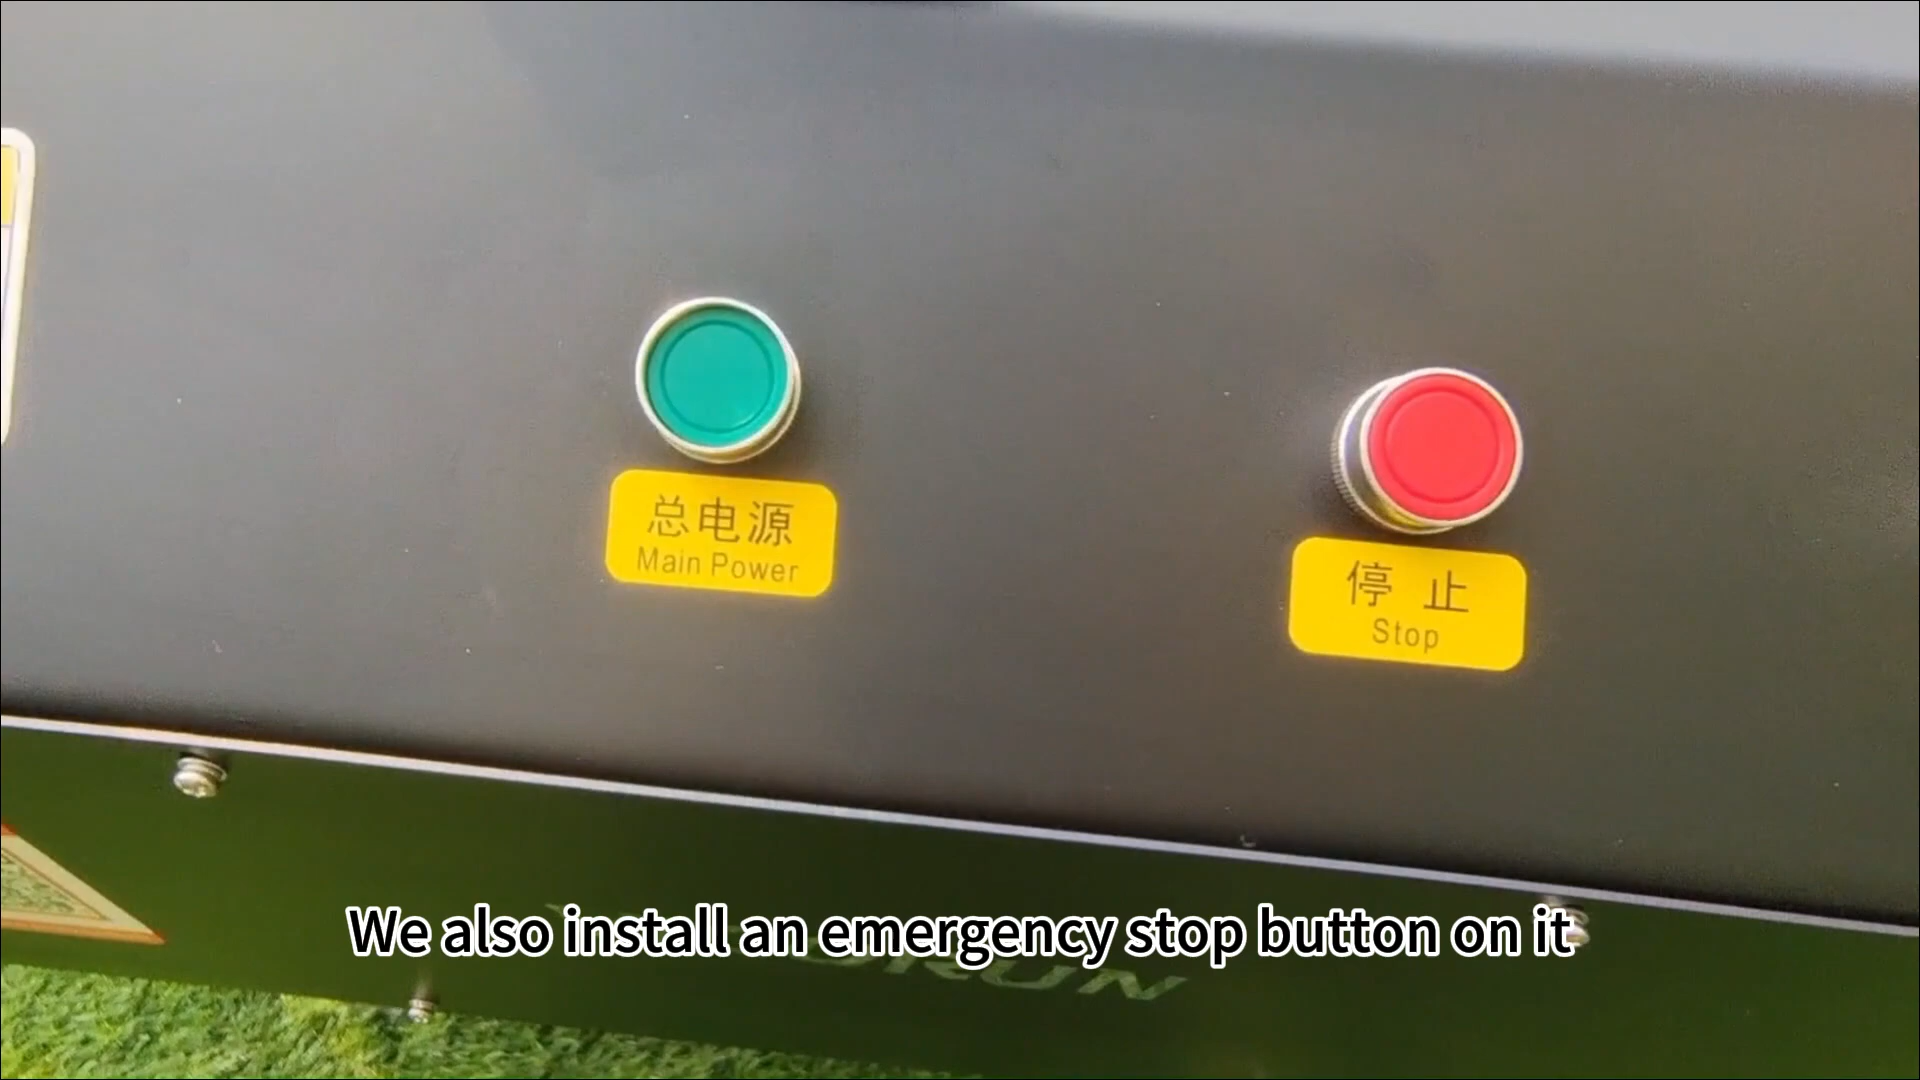 总电源
Main Power
停止
Stop
We also install an emergency stop button on it